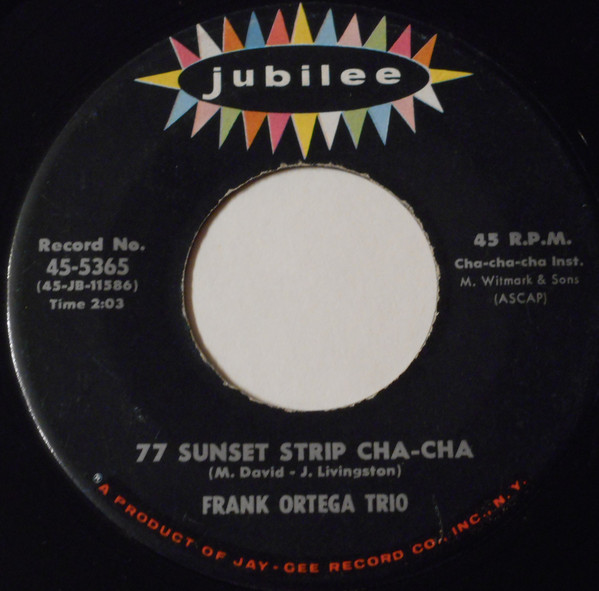 jubilee
Record No.
45-5365
(45-JB-11586)
Time 2:03
45 R.P.M.
Cha-cha-cha Inst.
M. Witmark & Sons
(ASCAP)
77 SUNSET STRIP CHA-CHA
(M. David - J. Livingston)
FRANK ORTEGA TRIO
A PRODUCT OF JAY-GEE RECORD CO., INC., N.Y.